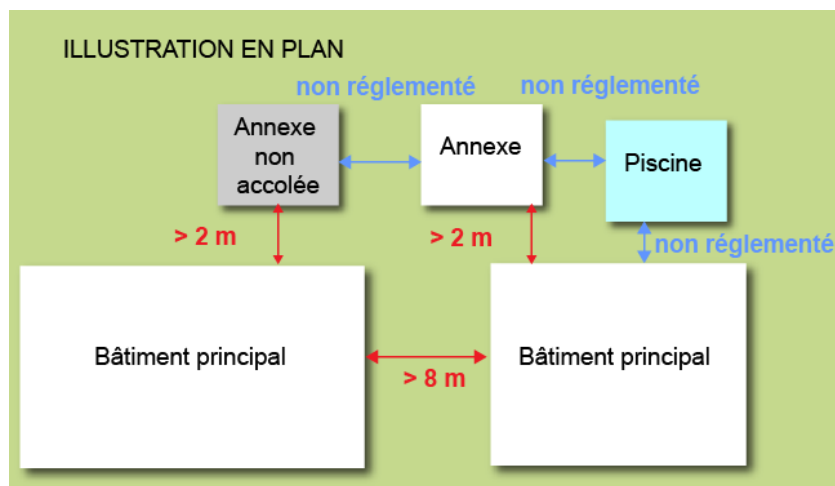 ILLUSTRATION EN PLAN
non réglementé
non réglementé
Annexe
non
accolée
Annexe
Piscine
> 2 m
> 2 m
non réglementé
Bâtiment principal
Bâtiment principal
> 8 m